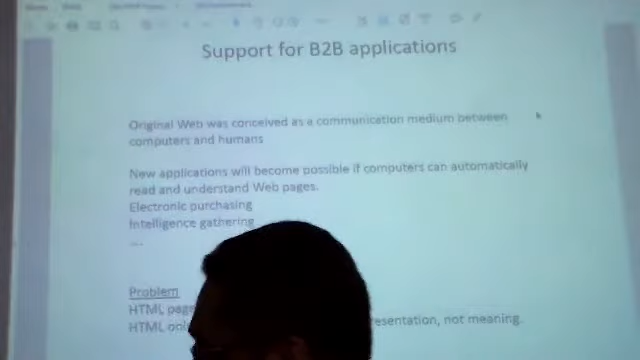 Support for B2B applications
Original Web was conceived as a communication medium between
computers and humans
New applications will become possible if computers can automatically
read and understand Web pages.
Electronic purchasing
Intelligence gathering
...
Problem
HTML page
HTML only
resentation, not meaning.